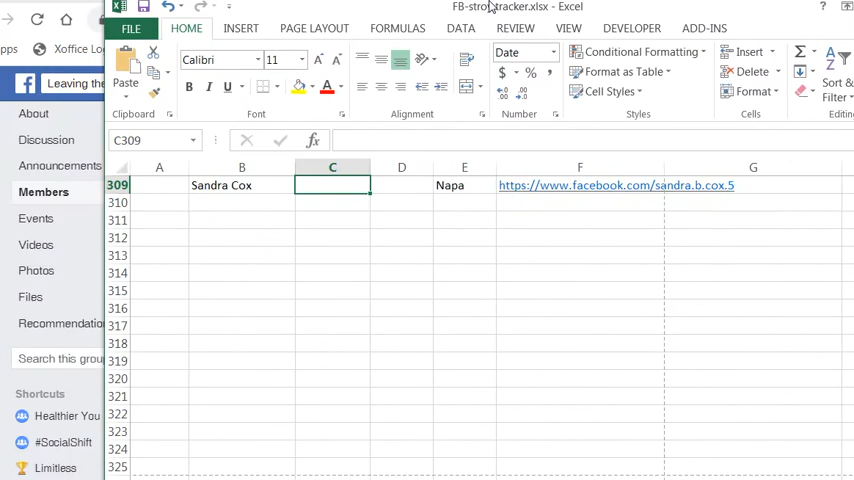 FB-strop tracker.xlsx - Excel
FILE
HOME
INSERT
PAGE LAYOUT
FORMULAS
DATA
REVIEW
VIEW
DEVELOPER
ADD-INS
pps
Xoffice Lo
Leaving the
About
Discussion
Announcements
Members
Events
Videos
Photos
Files
Recommendation
Search this grou
Shortcuts
Healthier You
#SocialShift
Limitless
Paste
Clipboard
Calibri
11
B I U
Font
Alignment
Date
$ % ,
Number
Conditional Formatting
Format as Table
Cell Styles
Styles
Insert
Delete
Format
Cells
Sort &
Filter
C309
fx
A B C D E F G
309 Sandra Cox Napa https://www.facebook.com/sandra.b.cox.5
310
311
312
313
314
315
316
317
318
319
320
321
322
323
324
325